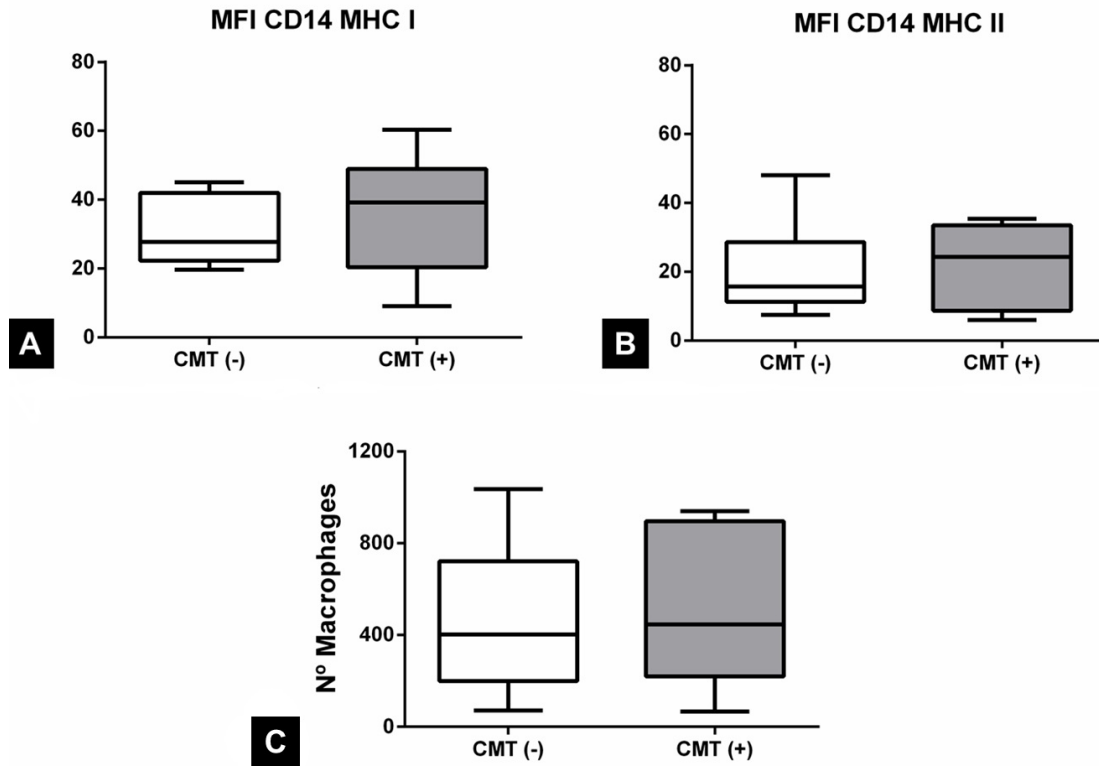 MFI CD14 MHC I
80
60
40
20
0
CMT (-) CMT (+)
A
MFI CD14 MHC II
80
60
40
20
0
CMT (-) CMT (+)
B
Nº Macrophages
1200
800
400
0
CMT (-) CMT (+)
C